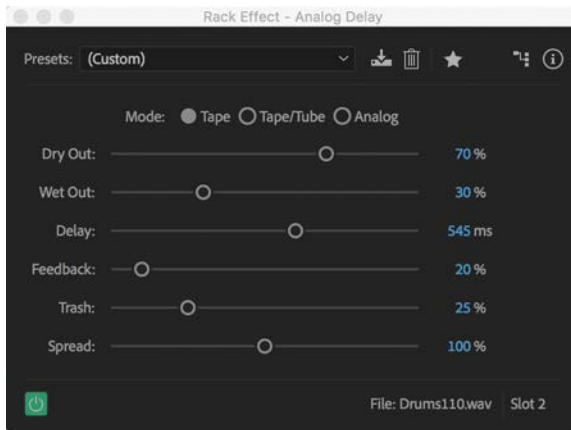 Rack Effect - Analog Delay
Presets: (Custom)
Mode: Tape Tape/Tube Analog
Dry Out: 70 %
Wet Out: 30 %
Delay: 545 ms
Feedback: 20 %
Trash: 25 %
Spread: 100 %
File: Drums110.wav Slot 2